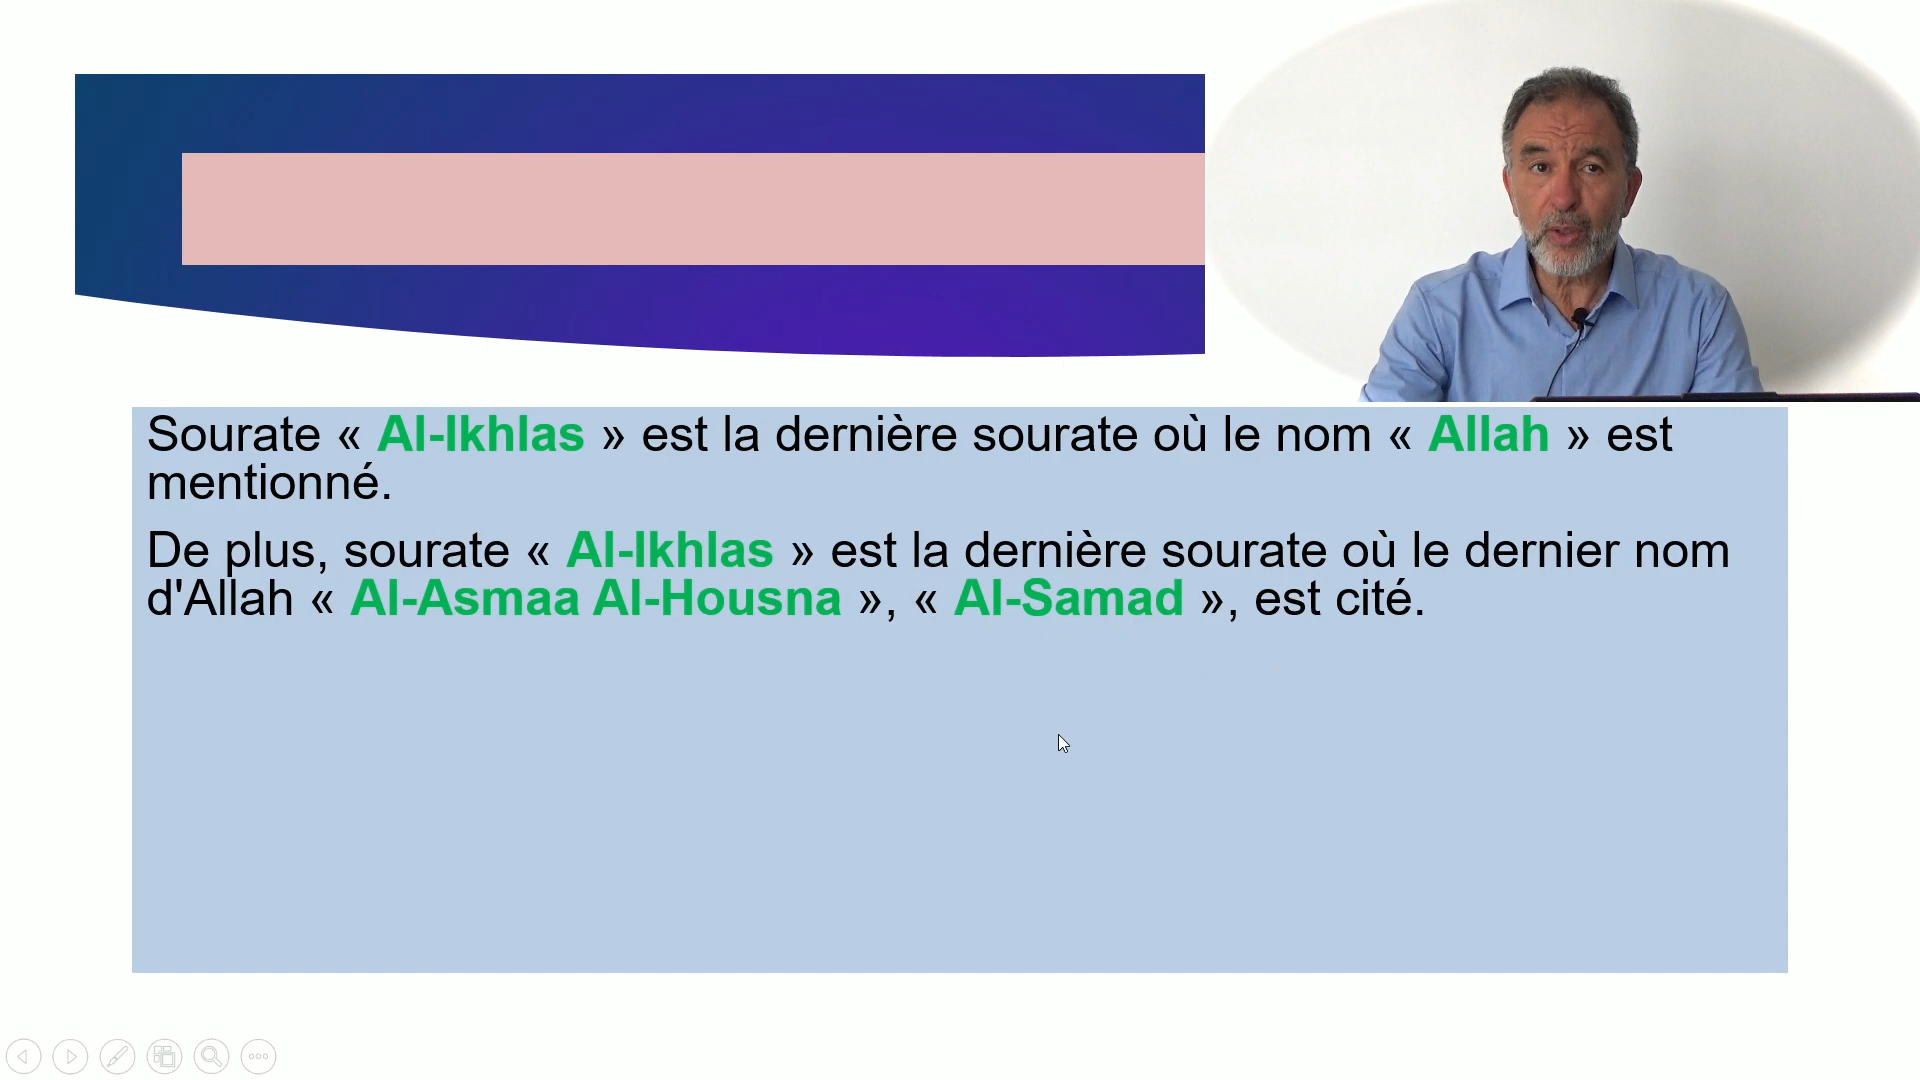 Sourate « Al-Ikhlas » est la dernière sourate où le nom « Allah » est
mentionné.
De plus, sourate « Al-Ikhlas » est la dernière sourate où le dernier nom
d'Allah « Al-Asmaa Al-Housna », « Al-Samad », est cité.